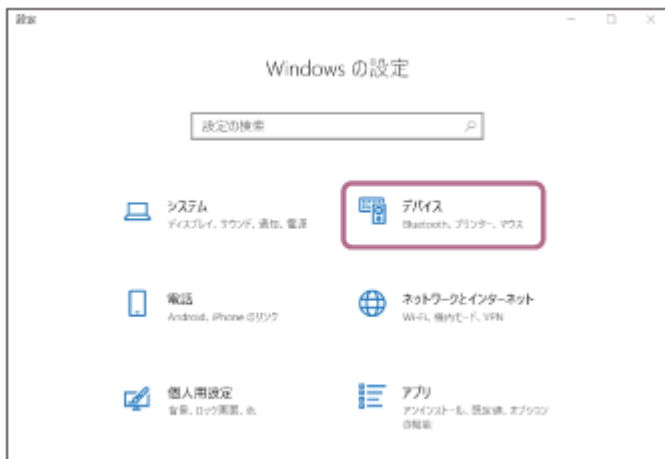 設定
Windows の設定
設定の検索
システム
ディスプレイ、サウンド、通知、電源
デバイス
Bluetooth、プリンター、マウス
電話
Android、iPhone のリンク
ネットワークとインターネット
Wi-Fi、機内モード、VPN
個人用設定
背景、ロック画面、色
アプリ
アンインストール、既定値、オプション
の機能